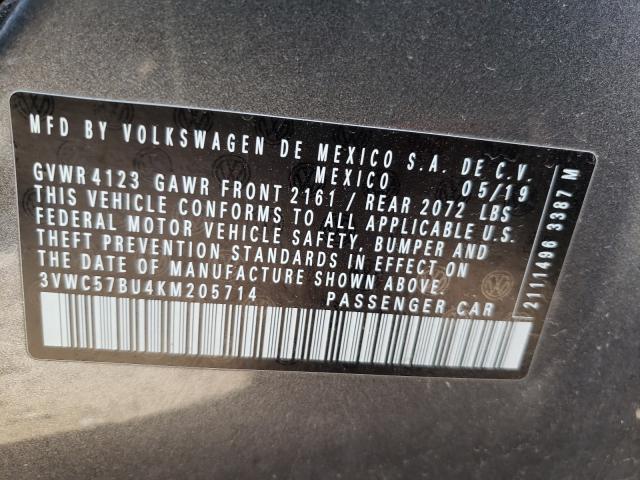 MFD BY VOLKSWAGEN DE MEXICO S.A. DE C.V.
MEXICO 05/19
GVWR4123 GAWR FRONT 2161 / REAR 2072 LBS
THIS VEHICLE CONFORMS TO ALL APPLICABLE U.S.
FEDERAL MOTOR VEHICLE SAFETY, BUMPER AND
THEFT PREVENTION STANDARDS IN EFFECT ON
THE DATE OF MANUFACTURE SHOWN ABOVE.
3VWC57BU4KM205714 PASSENGER CAR
2111496 3387 M